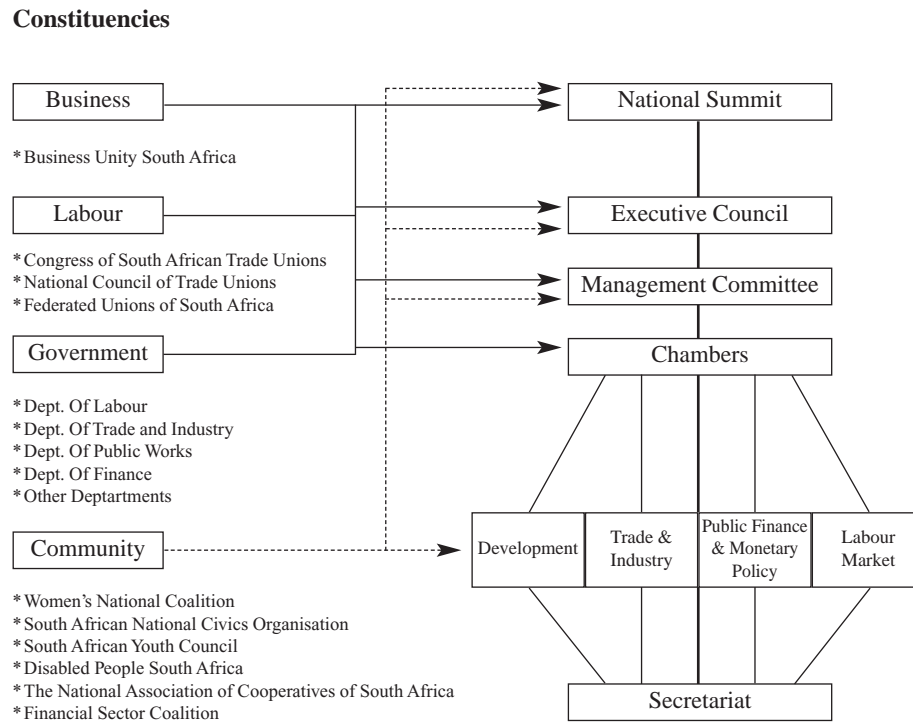 Constituencies
Business
*Business Unity South Africa
Labour
*Congress of South African Trade Unions
*National Council of Trade Unions
*Federated Unions of South Africa
Government
*Dept. Of Labour
*Dept. Of Trade and Industry
*Dept. Of Public Works
*Dept. Of Finance
*Other Deptartments
Community
*Women's National Coalition
*South African National Civics Organisation
*South African Youth Council
*Disabled People South Africa
*The National Association of Cooperatives of South Africa
*Financial Sector Coalition
National Summit
Executive Council
Management Committee
Chambers
Development
Trade &
Industry
Public Finance
& Monetary
Policy
Labour
Market
Secretariat